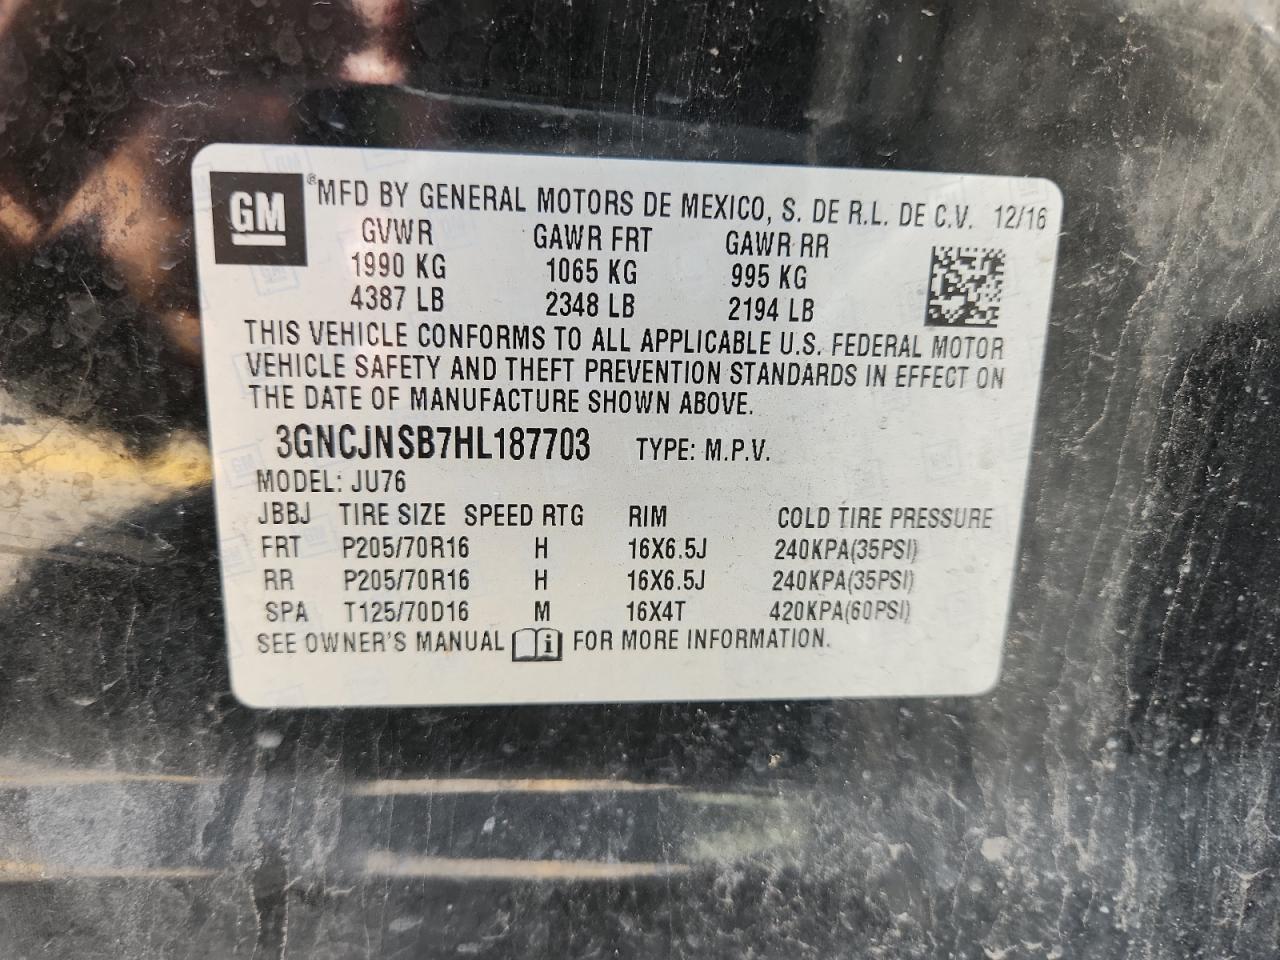 GM ®MFD BY GENERAL MOTORS DE MEXICO, S. DE R.L. DE C.V. 12/16
GVWR GAWR FRT GAWR RR
1990 KG 1065 KG 995 KG
4387 LB 2348 LB 2194 LB
THIS VEHICLE CONFORMS TO ALL APPLICABLE U.S. FEDERAL MOTOR
VEHICLE SAFETY AND THEFT PREVENTION STANDARDS IN EFFECT ON
THE DATE OF MANUFACTURE SHOWN ABOVE.
3GNCJNSB7HL187703 TYPE: M.P.V.
MODEL: JU76
JBBJ TIRE SIZE SPEED RTG RIM COLD TIRE PRESSURE
FRT P205/70R16 H 16X6.5J 240KPA(35PSI)
RR P205/70R16 H 16X6.5J 240KPA(35PSI)
SPA T125/70D16 M 16X4T 420KPA(60PSI)
SEE OWNER'S MANUAL i FOR MORE INFORMATION.